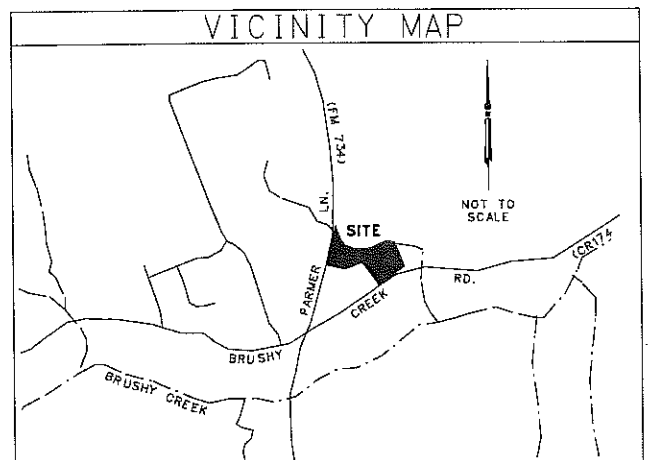 VICINITY MAP
(FM 734)
LN.
PARMER
NOT TO
SCALE
SITE
(CR174
RD.
CREEK
BRUSHY
BRUSHY CREEK